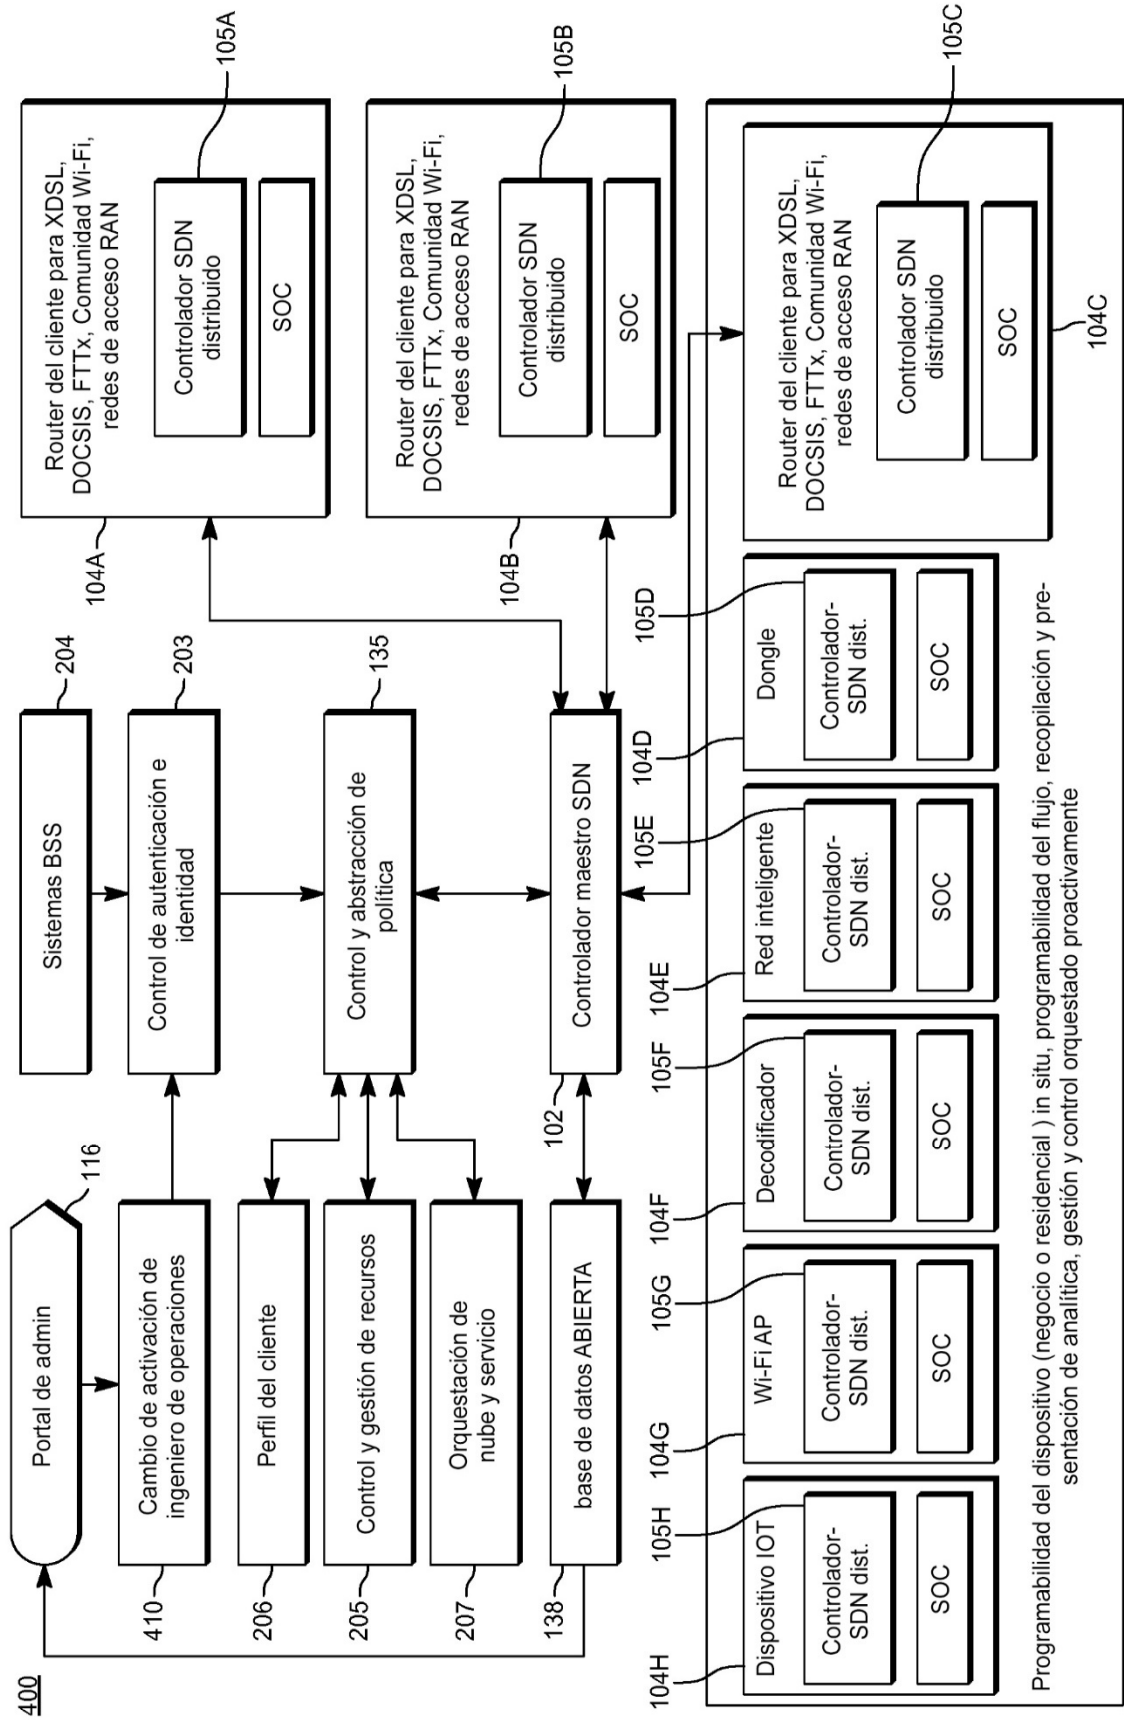 400
Portal de admin
116
Cambio de activación de
ingeniero de operaciones
410
Perfil del cliente
206
Control y gestión de recursos
205
Orquestación de
nube y servicio
207
base de datos ABIERTA
138
Sistemas BSS
204
Control de autenticación e
identidad
203
Control y abstracción de
política
135
Controlador maestro SDN
102
Router del cliente para XDSL,
DOCSIS, FTTx, Comunidad Wi-Fi,
redes de acceso RAN
Controlador SDN
distribuido
SOC
104A
105A
Router del cliente para XDSL,
DOCSIS, FTTx, Comunidad Wi-Fi,
redes de acceso RAN
Controlador SDN
distribuido
SOC
104B
105B
104H
Dispositivo IOT
105H
Controlador-
SDN dist.
SOC
104G
Wi-Fi AP
105G
Controlador-
SDN dist.
SOC
104F
Decodificador
105F
Controlador-
SDN dist.
SOC
104E
Red inteligente
105E
Controlador-
SDN dist.
SOC
104D
Dongle
105D
Controlador-
SDN dist.
SOC
Router del cliente para XDSL,
DOCSIS, FTTx, Comunidad Wi-Fi,
redes de acceso RAN
Controlador SDN
distribuido
SOC
104C
105C
Programabilidad del dispositivo (negocio o residencial ) in situ, programabilidad del flujo, recopilación y pre-
sentación de analítica, gestión y control orquestado proactivamente